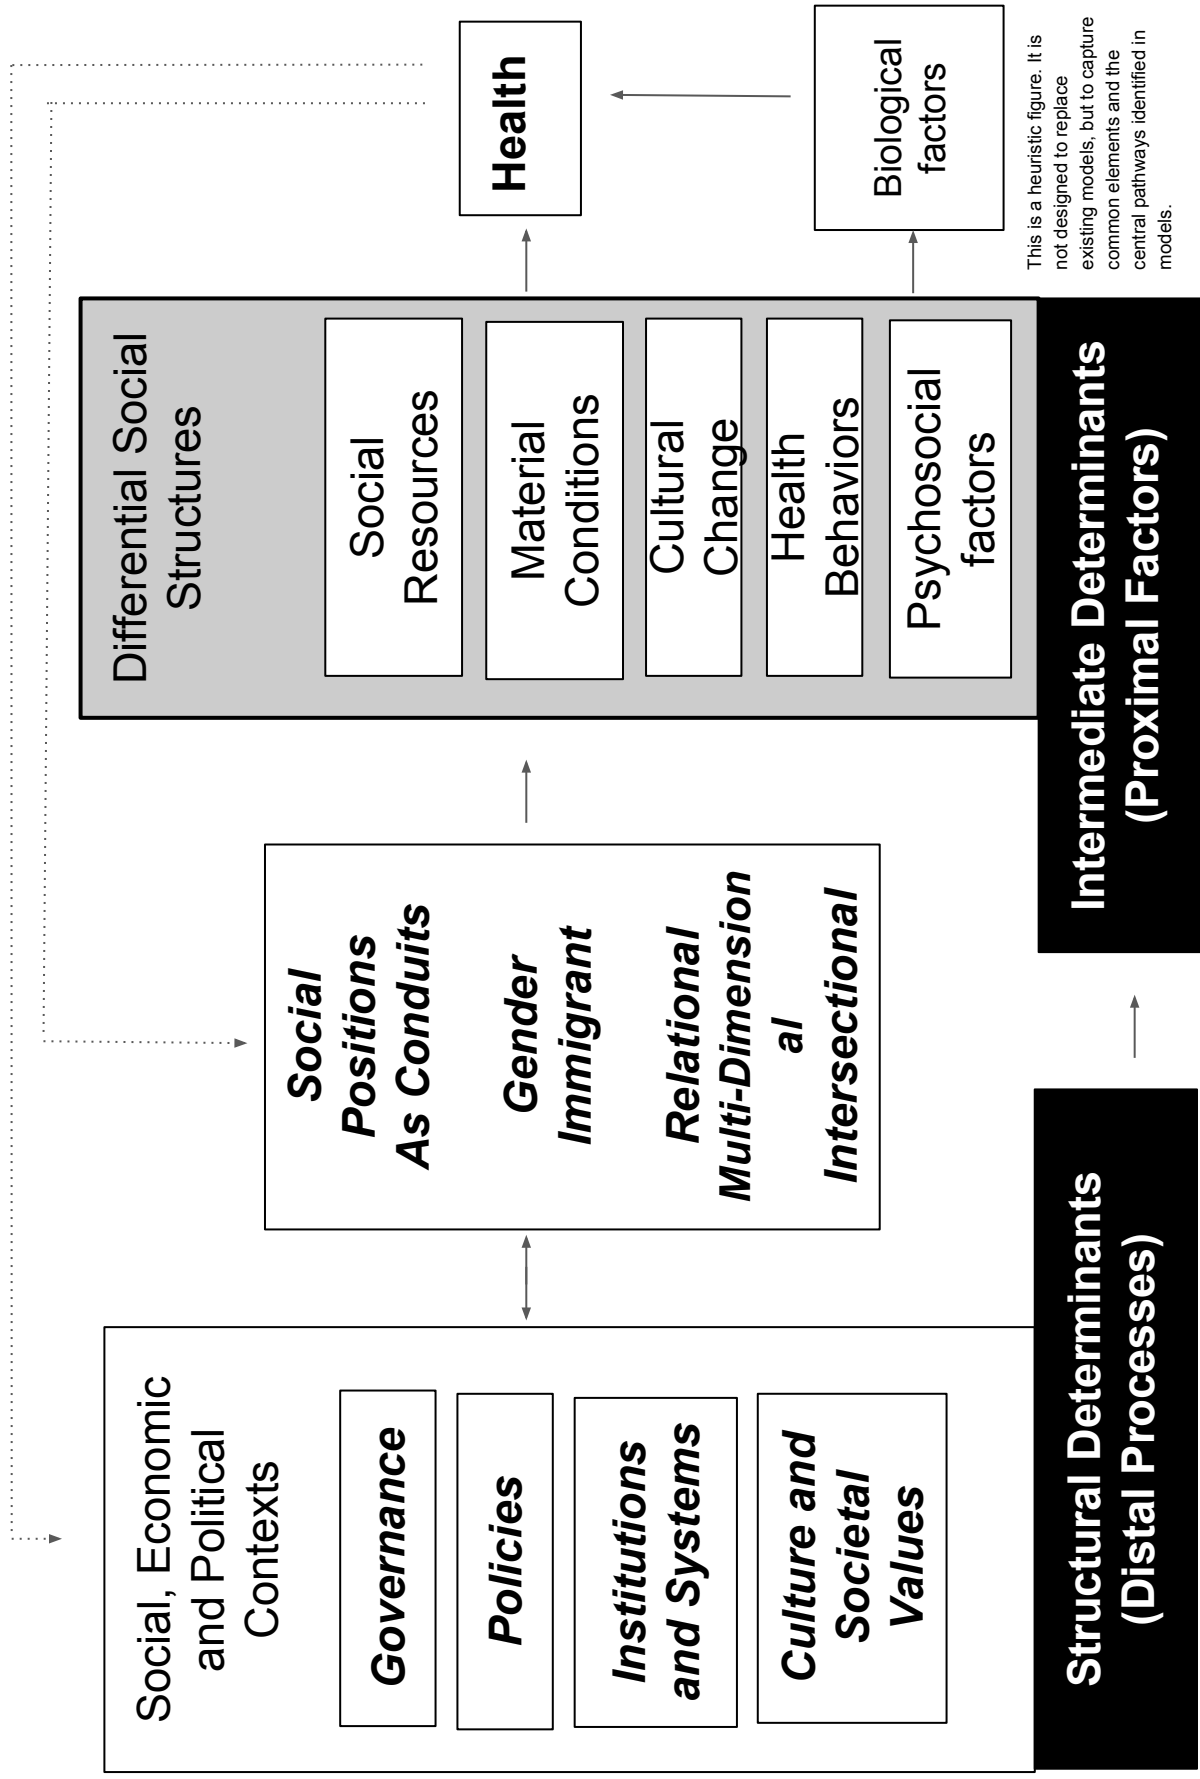 Social, Economic
and Political
Contexts
Governance
Policies
Institutions
and Systems
Culture and
Societal
Values
Structural Determinants
(Distal Processes)
Social
Positions
As Conduits
Gender
Immigrant
Relational
Multi-Dimension
al
Intersectional
Differential Social
Structures
Social
Resources
Material
Conditions
Cultural
Change
Health
Behaviors
Psychosocial
factors
Intermediate Determinants
(Proximal Factors)
Health
Biological
factors
This is a heuristic figure. It is
not designed to replace
existing models, but to capture
common elements and the
central pathways identified in
models.